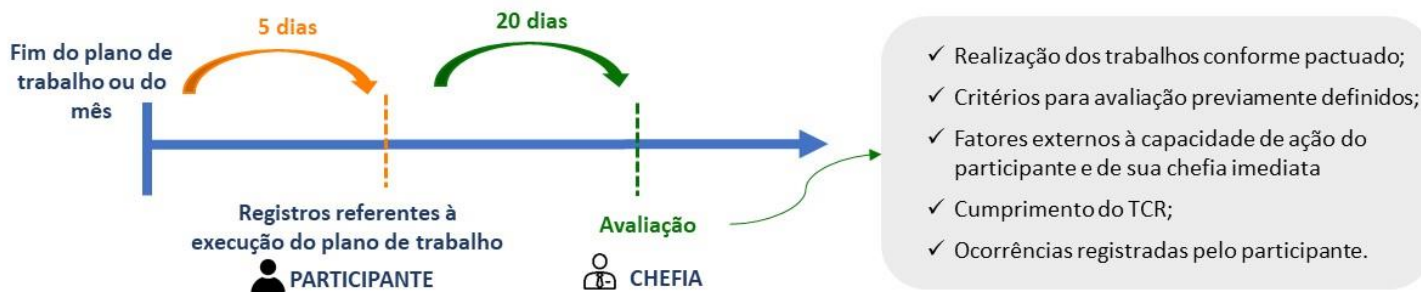 5 dias
20 dias
Fim do plano de
trabalho ou do
mês
Registros referentes à
execução do plano de trabalho
PARTICIPANTE
Avaliação
CHEFIA
✓ Realização dos trabalhos conforme pactuado;
✓ Critérios para avaliação previamente definidos;
✓ Fatores externos à capacidade de ação do
participante e de sua chefia imediata
✓ Cumprimento do TCR;
✓ Ocorrências registradas pelo participante.